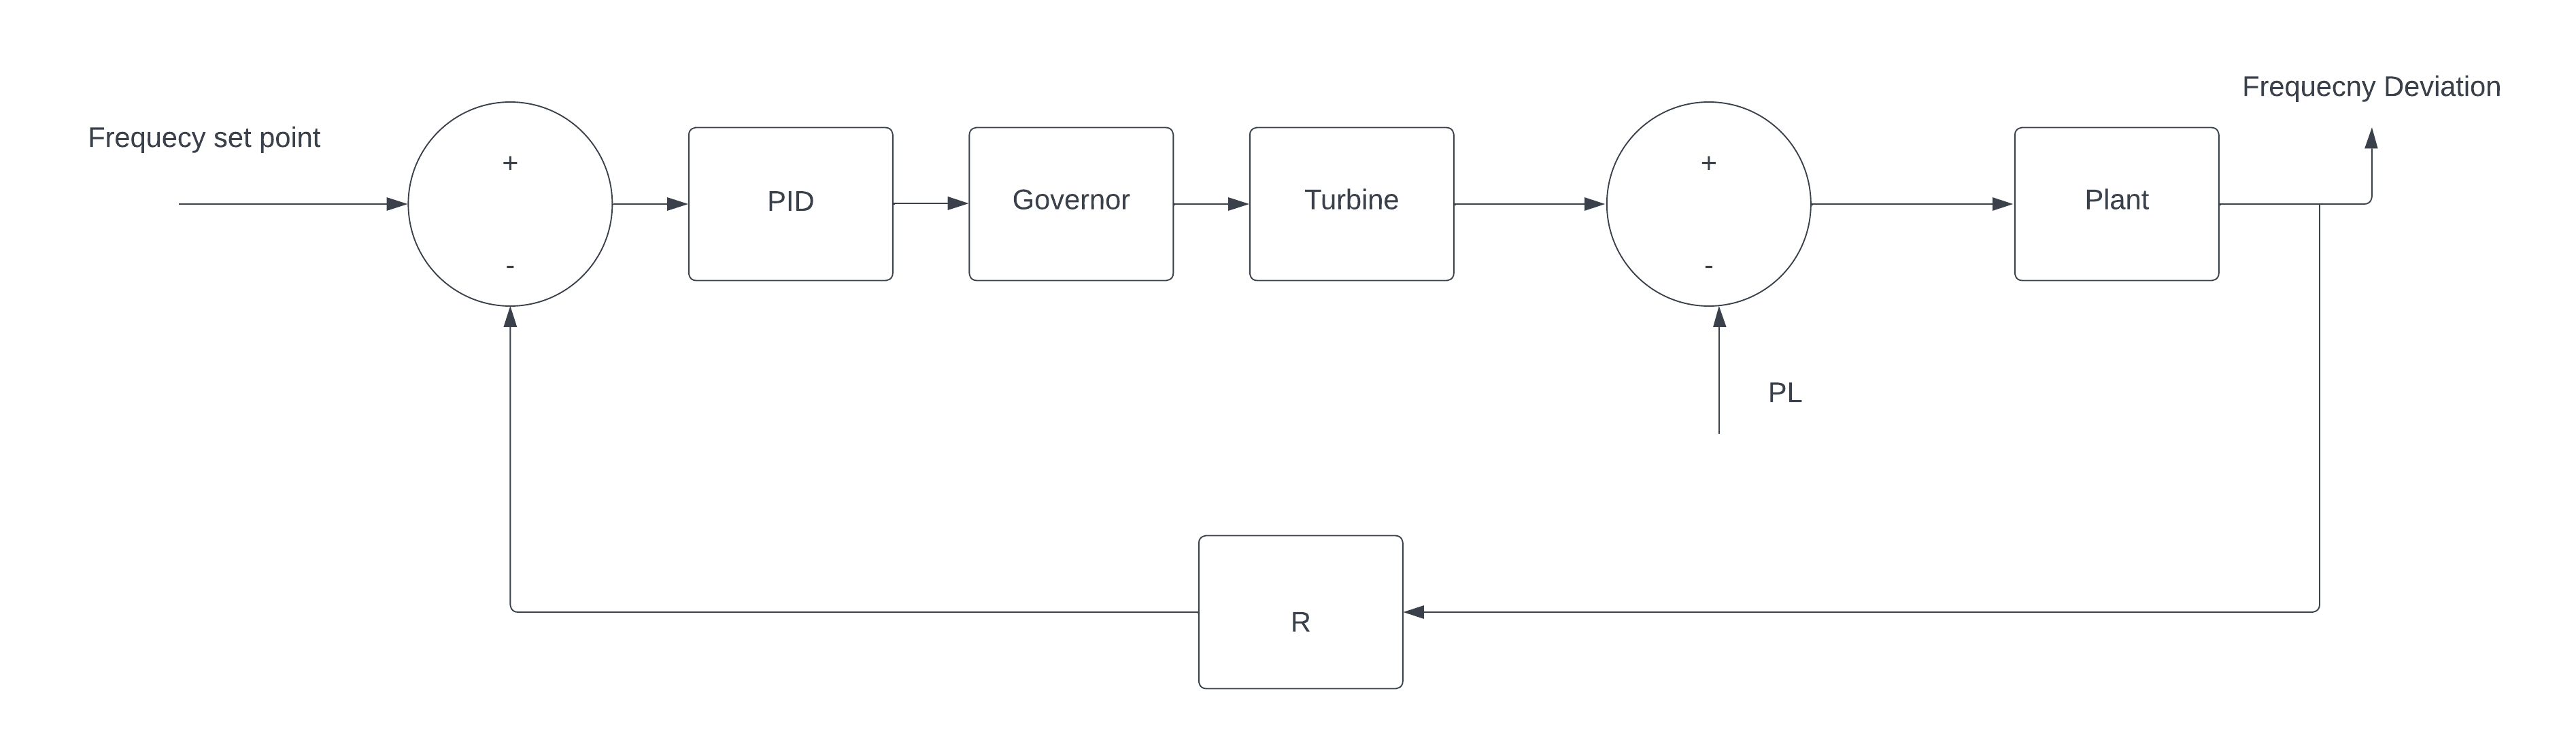 Frequecny Deviation
Frequecy set point
+
+
PID
Governor
Turbine
Plant
-
-
PL
R